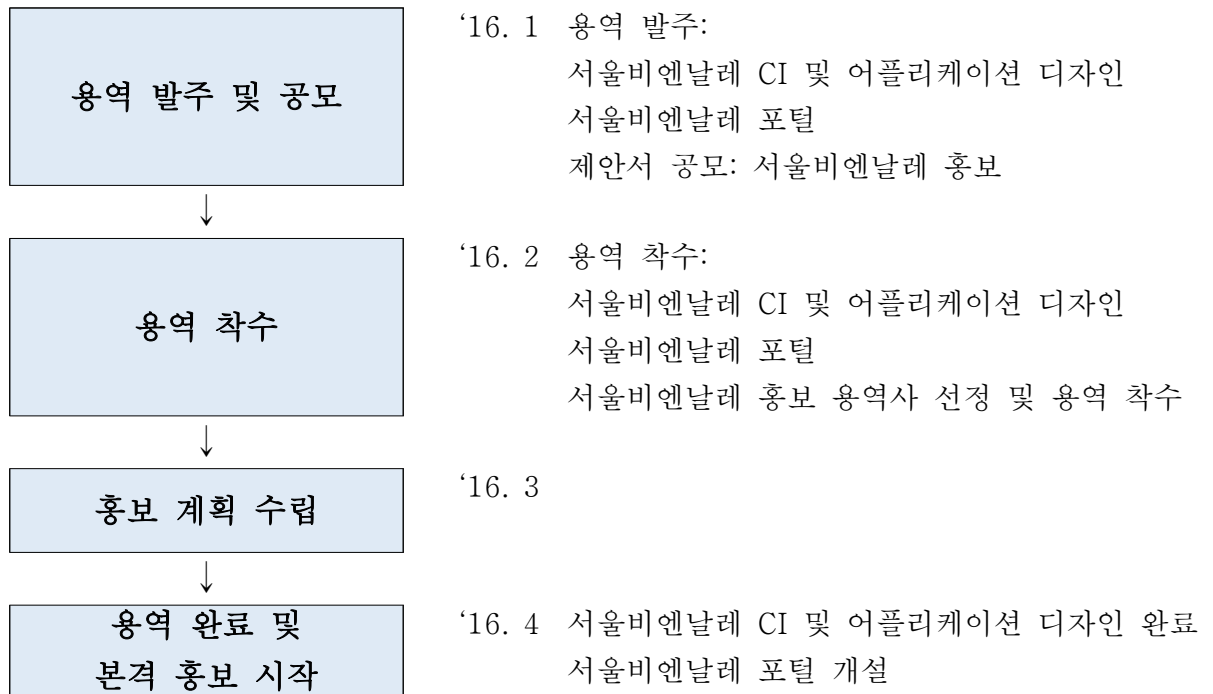 용역 발주 및 공모
‘16. 1 용역 발주:
서울비엔날레 CI 및 어플리케이션 디자인
서울비엔날레 포털
제안서 공모: 서울비엔날레 홍보
↓
용역 착수
‘16. 2 용역 착수:
서울비엔날레 CI 및 어플리케이션 디자인
서울비엔날레 포털
서울비엔날레 홍보 용역사 선정 및 용역 착수
↓
홍보 계획 수립
‘16. 3
↓
용역 완료 및
본격 홍보 시작
‘16. 4 서울비엔날레 CI 및 어플리케이션 디자인 완료
서울비엔날레 포털 개설